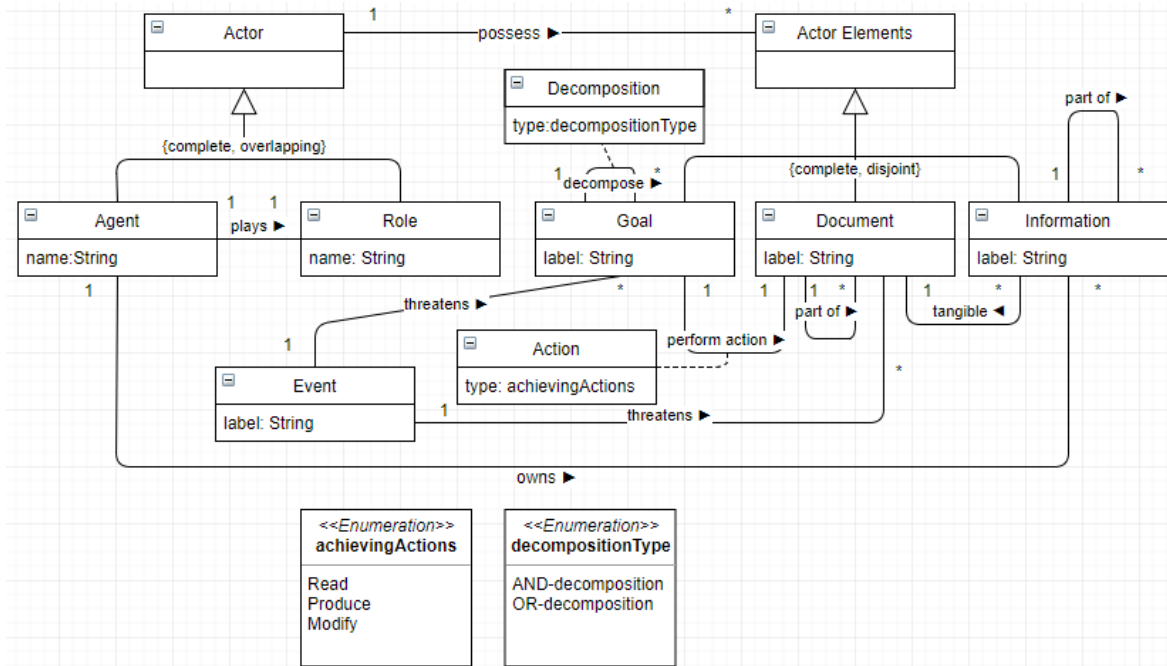 1
*
Actor
possess ►
Actor Elements
Decomposition
type:decompositionType
part of ►
{complete, overlapping}
1
*
decompose ►
{complete, disjoint}
1
*
Agent
name:String
1
1
plays ►
Role
name: String
Goal
label: String
Document
label: String
Information
label: String
1
threatens ►
*
1
1
perform action ►
1
*
part of ►
1
*
tangible ◄
*
1
Action
type: achievingActions
*
Event
label: String
1
threatens ►
owns ►
<<Enumeration>>
achievingActions
Read
Produce
Modify
<<Enumeration>>
decompositionType
AND-decomposition
OR-decomposition